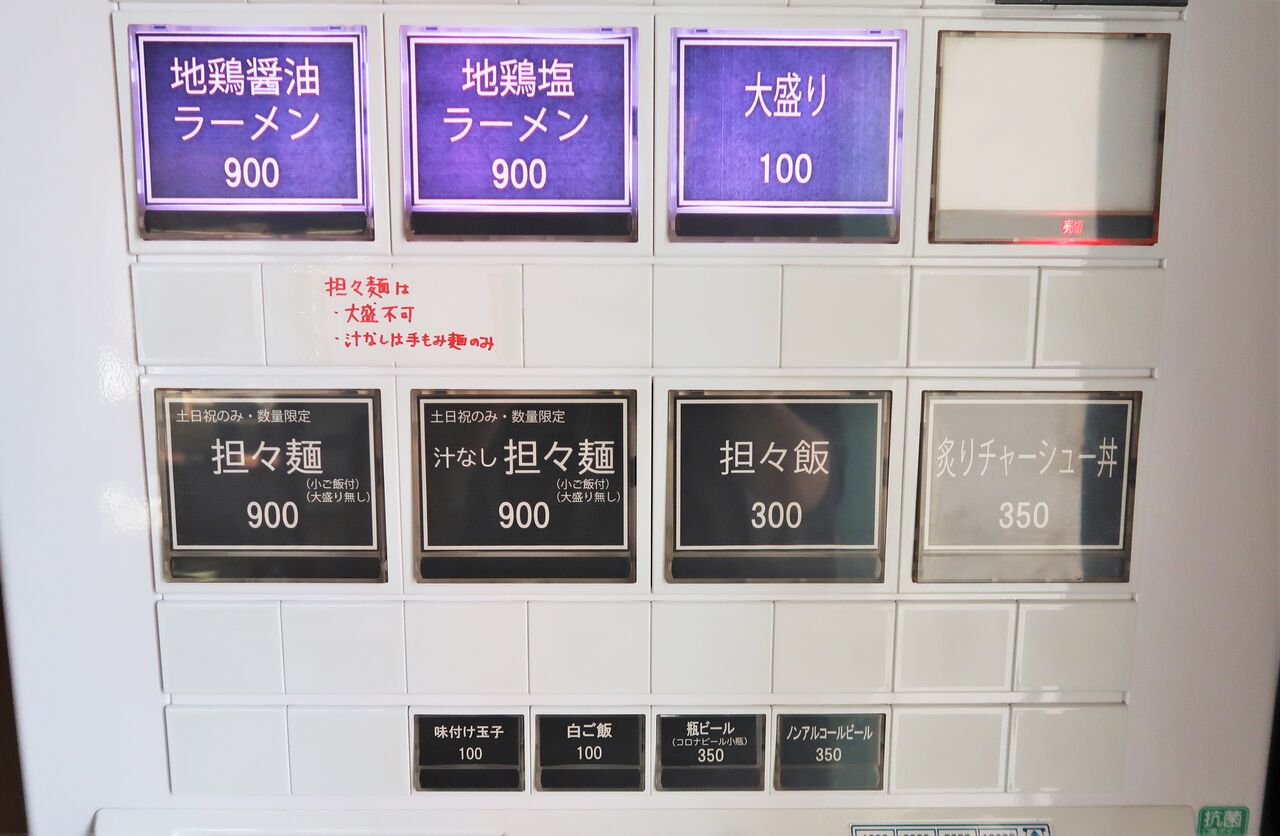 地鶏醤油
ラーメン
900
地鶏塩
ラーメン
900
大盛り
100
売切
担々麺は
・大盛不可
・汁なしは手もみ麺のみ
土日祝のみ・数量限定
担々麺
(小ご飯付)
(大盛り無し)
900
土日祝のみ・数量限定
汁なし 担々麺
(小ご飯付)
(大盛り無し)
900
担々飯
300
炙りチャーシュー丼
350
味付け玉子
100
白ご飯
100
瓶ビール
(コロナビール小瓶)
350
ノンアルコールビール
350
抗菌